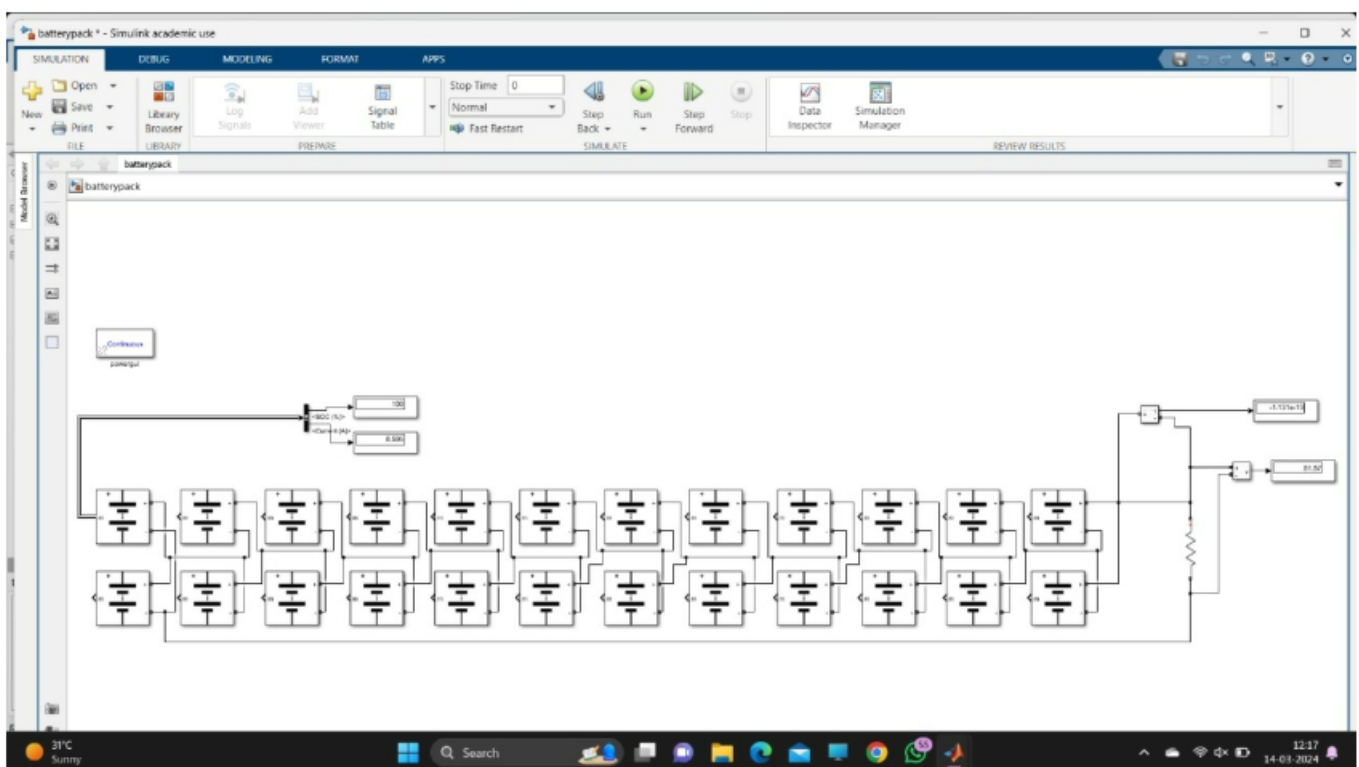 batterypack * - Simulink academic use
SIMULATION DEBUG MODELING FORMAT APPS
New
Open
Save
Print
FILE
Library
Browser
LIBRARY
Log
Signals
Add
Viewer
Signal
Table
PREPARE
Stop Time 0
Normal
Fast Restart
Step
Back
Run
Step
Forward
Stop
SIMULATE
Data
Inspector
Simulation
Manager
REVIEW RESULTS
Model Browser
batterypack
batterypack
Continuous
powergui
100
<SOC (%)>
<Current (A)>
31°C
Sunny
Search
55
12:17
14-03-2024